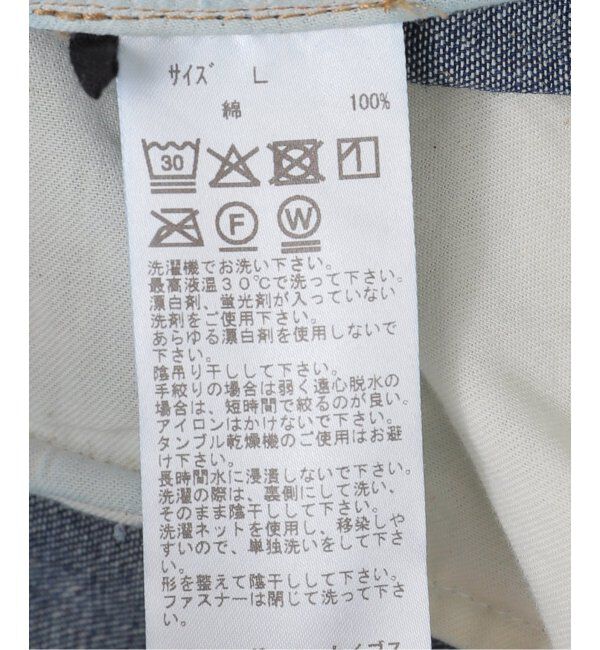 サイズ L
綿 100%
30
F W
洗濯機でお洗い下さい。
最高液温30℃で洗って下さい。
漂白剤、蛍光剤が入っていない
洗剤をご使用下さい。
あらゆる漂白剤を使用しないで
下さい。
陰吊り干しして下さい。
手絞りの場合は弱く遠心脱水の
場合は、短時間で絞るのが良い。
アイロンはかけないで下さい。
タンブル乾燥機のご使用はお避
け下さい。
長時間水に浸漬しないで下さい。
洗濯の際は、裏側にして洗い、
そのまま陰干しして下さい。
洗濯ネットを使用し、移染しや
すいので、単独洗いをして下さ
い。
形を整えて陰干しして下さい。
ファスナーは閉じて洗って下さ
い。